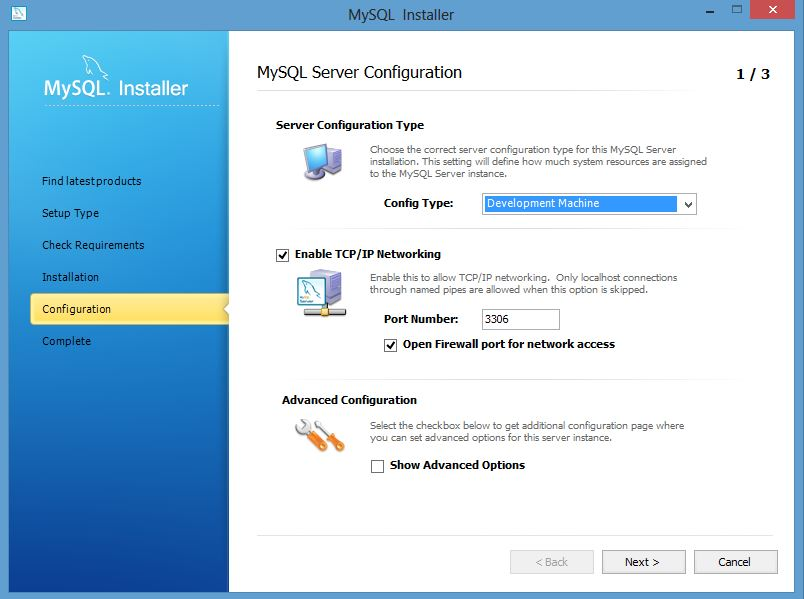 MySQL Installer
MySQL. Installer
Find latest products
Setup Type
Check Requirements
Installation
Configuration
Complete
MySQL Server Configuration
1 / 3
Server Configuration Type
Choose the correct server configuration type for this MySQL Server
installation. This setting will define how much system resources are assigned
to the MySQL Server instance.
Config Type: Development Machine
Enable TCP/IP Networking
Enable this to allow TCP/IP networking. Only localhost connections
through named pipes are allowed when this option is skipped.
Port Number: 3306
Open Firewall port for network access
Advanced Configuration
Select the checkbox below to get additional configuration page where
you can set advanced options for this server instance.
Show Advanced Options
< Back Next > Cancel